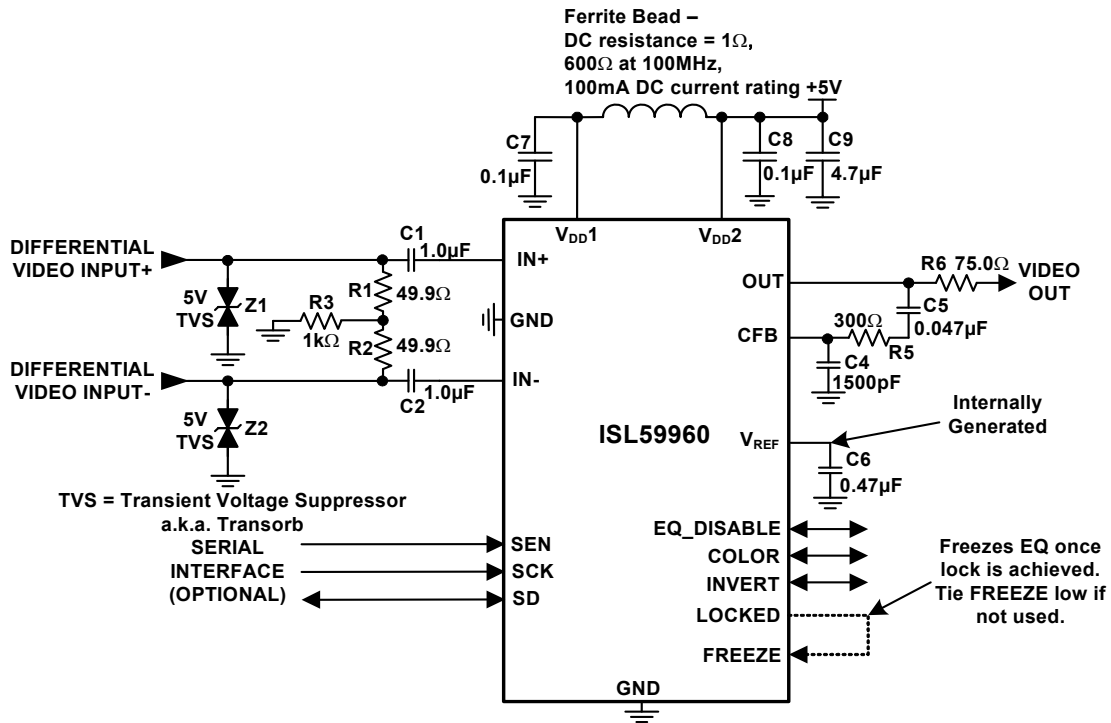 Ferrite Bead –
DC resistance = 1Ω,
600Ω at 100MHz,
100mA DC current rating +5V
C7
0.1µF
C8
0.1µF
C9
4.7µF
VDD1
VDD2
DIFFERENTIAL
VIDEO INPUT+
C1
1.0µF
IN+
5V
TVS
Z1
R3
1kΩ
R1
49.9Ω
GND
R2
49.9Ω
DIFFERENTIAL
VIDEO INPUT-
C2
1.0µF
IN-
5V
TVS
Z2
ISL59960
OUT
R6 75.0Ω
VIDEO
OUT
C5
0.047µF
CFB
300Ω
R5
C4
1500pF
VREF
Internally
Generated
C6
0.47µF
TVS = Transient Voltage Suppressor
a.k.a. Transorb
SERIAL
INTERFACE
(OPTIONAL)
SEN
SCK
SD
EQ_DISABLE
COLOR
INVERT
LOCKED
FREEZE
Freezes EQ once
lock is achieved.
Tie FREEZE low if
not used.
GND